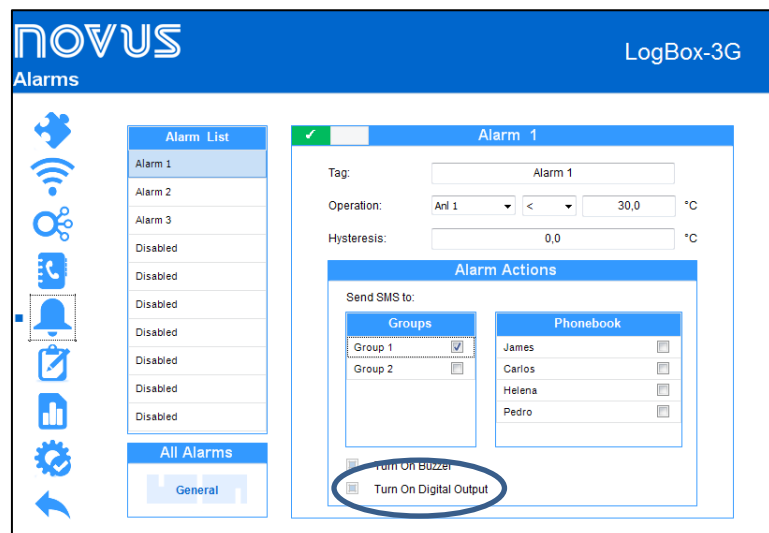 NOVUS
LogBox-3G
Alarms
Alarm List
Alarm 1
Alarm 2
Alarm 3
Disabled
Disabled
Disabled
Disabled
Disabled
Disabled
Disabled
All Alarms
General
Alarm 1
Tag: Alarm 1
Operation: Anl 1 < 30,0 °C
Hysteresis: 0,0 °C
Alarm Actions
Send SMS to:
Groups
Group 1
Group 2
Phonebook
James
Carlos
Helena
Pedro
Turn On Buzzer
Turn On Digital Output